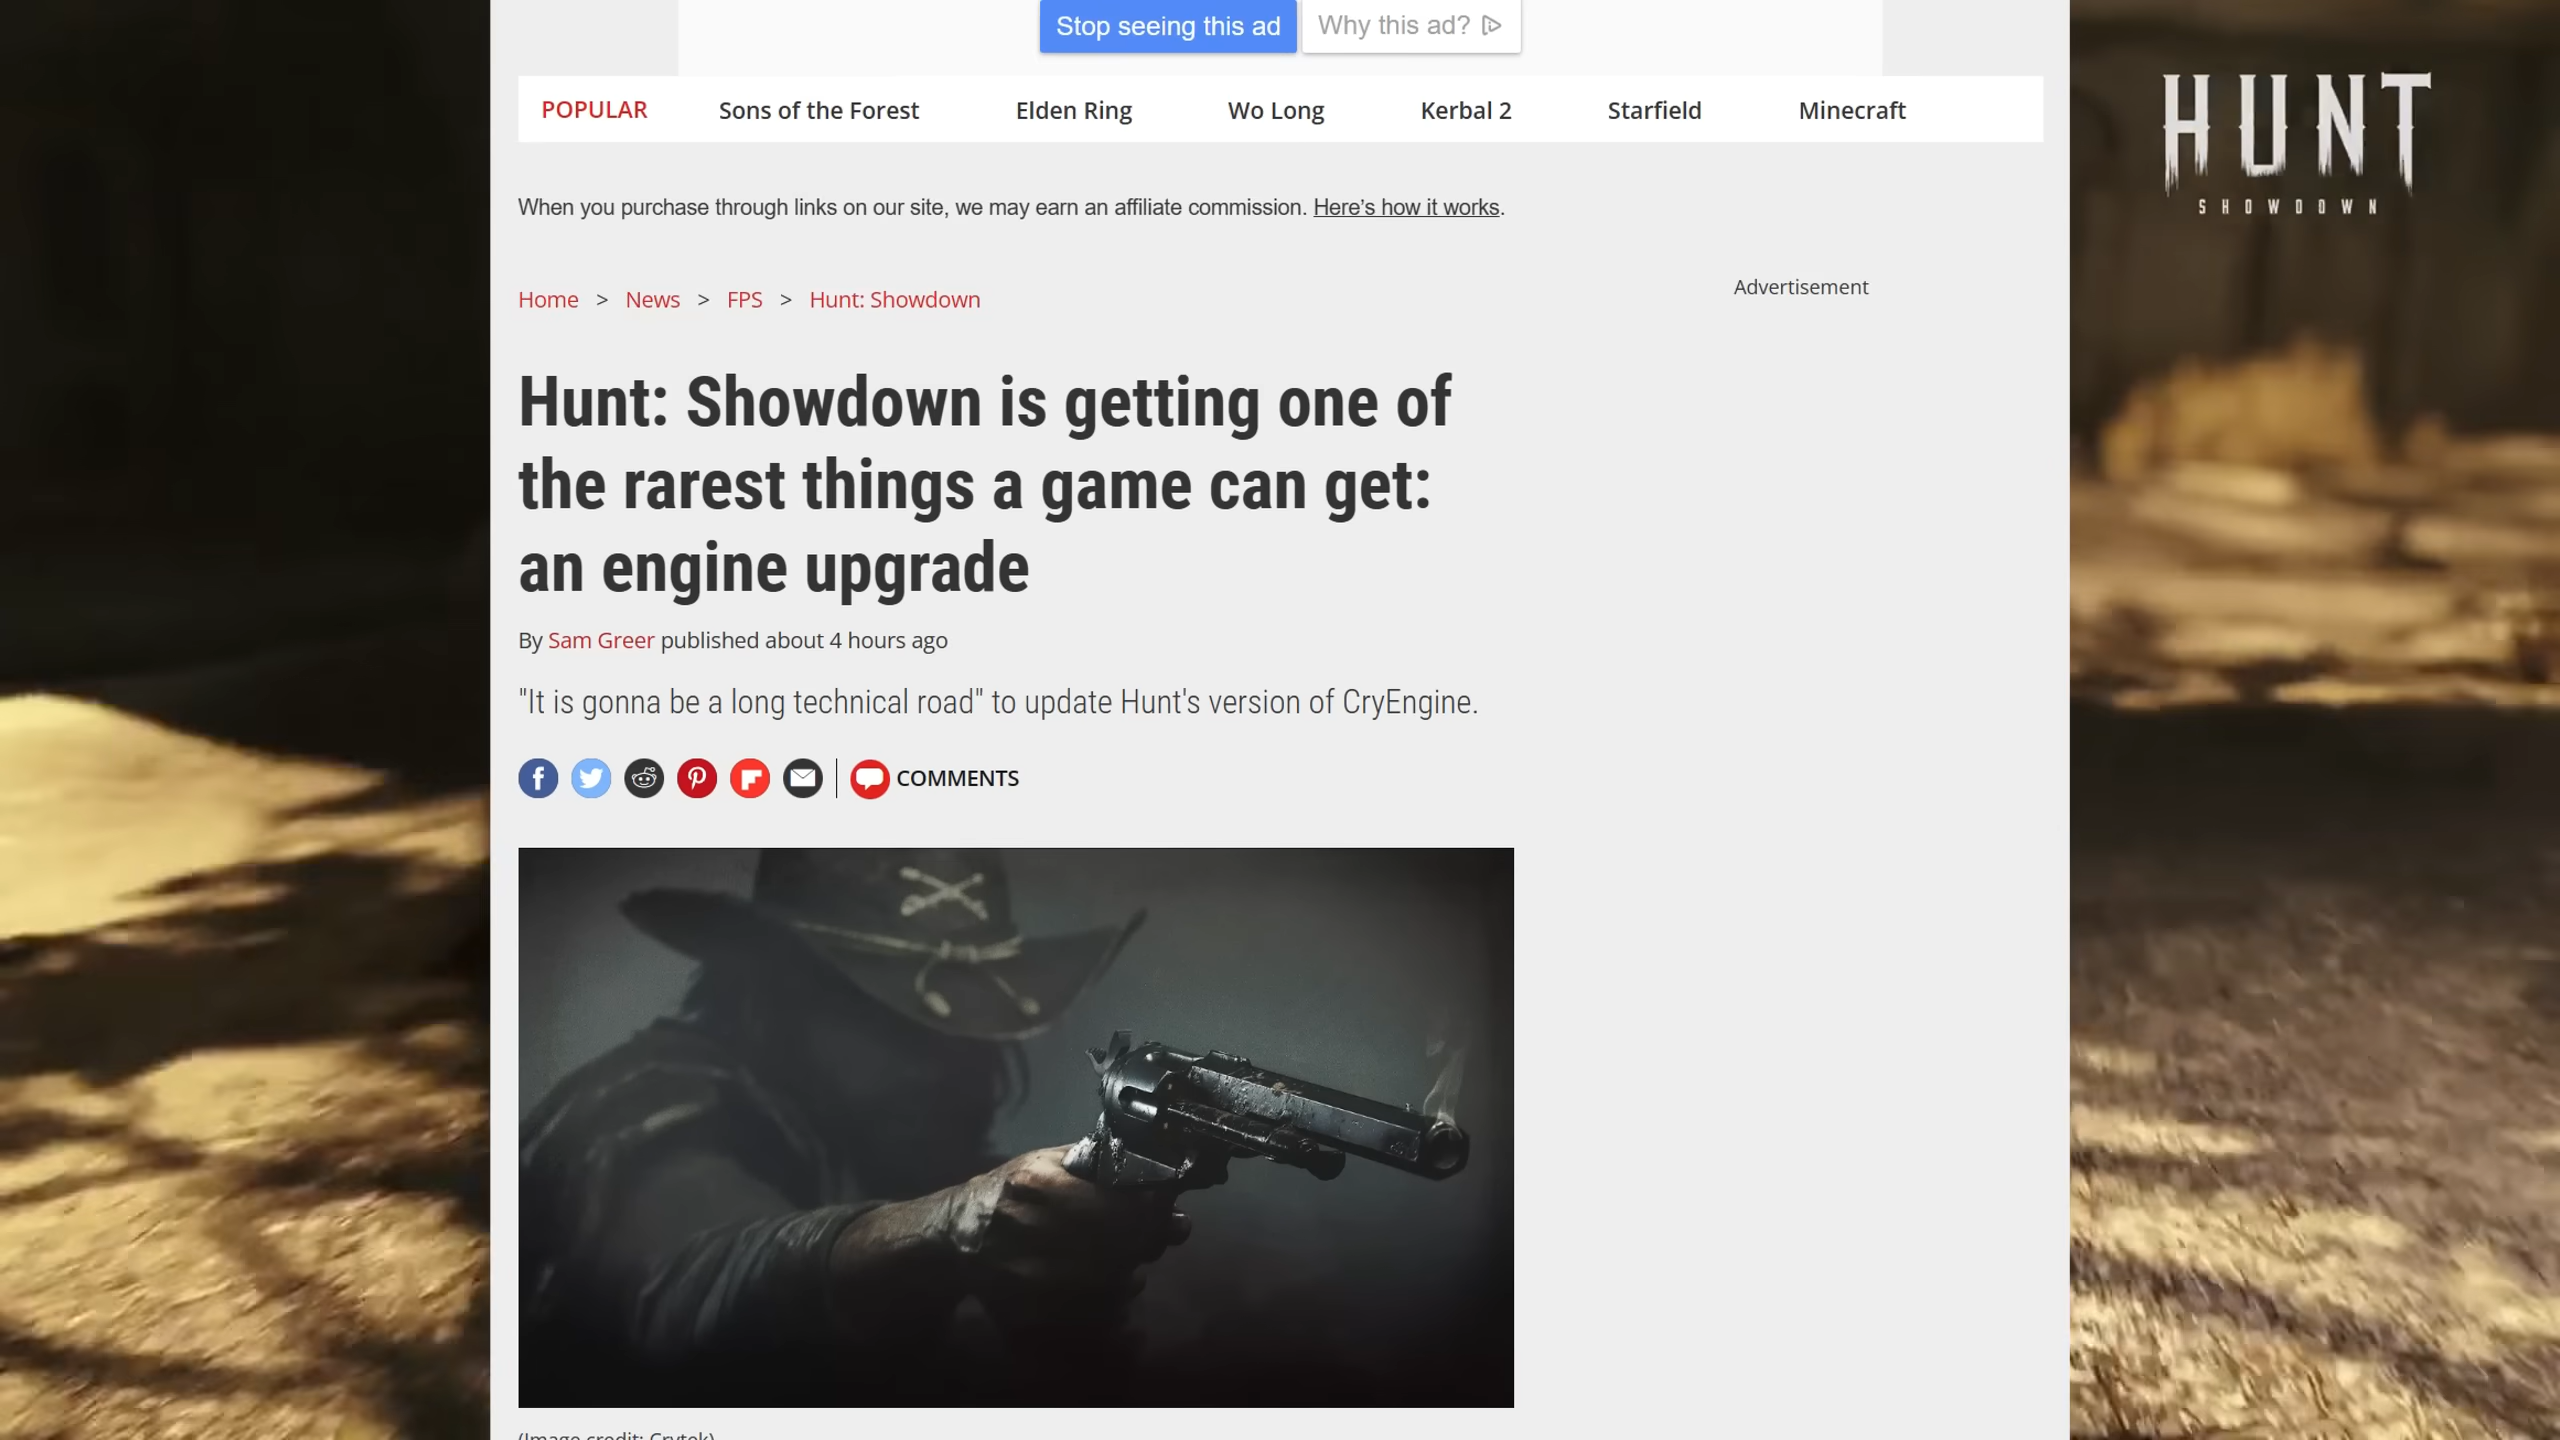 Stop seeing this ad Why this ad?
POPULAR Sons of the Forest Elden Ring Wo Long Kerbal 2 Starfield Minecraft
HUNT
SHOWDOWN
When you purchase through links on our site, we may earn an affiliate commission. Here’s how it works.
Advertisement
Home > News > FPS > Hunt: Showdown
Hunt: Showdown is getting one of
the rarest things a game can get:
an engine upgrade
By Sam Greer published about 4 hours ago
"It is gonna be a long technical road" to update Hunt's version of CryEngine.
COMMENTS
(Image credit: Crytek)